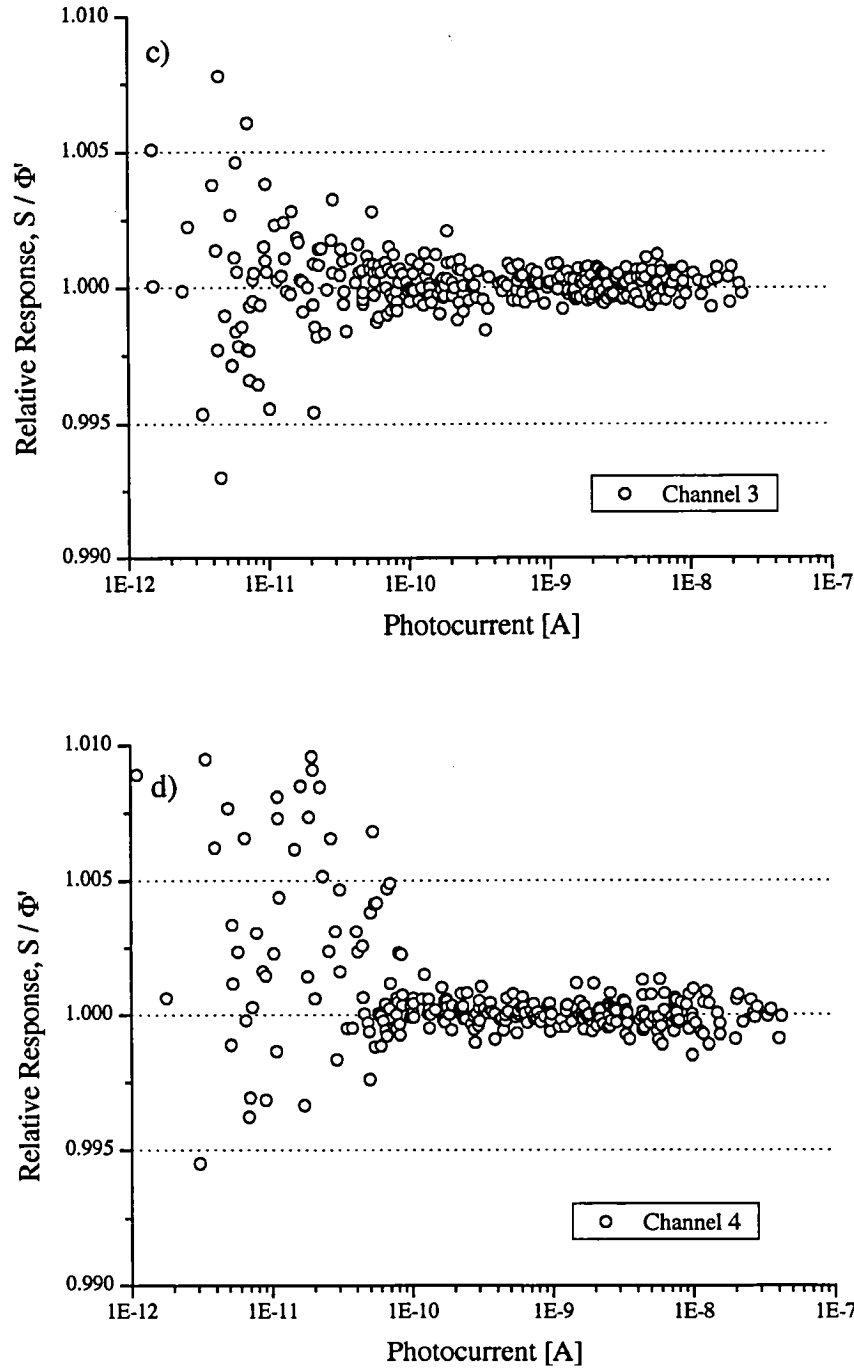 c)
Relative Response, S / Φ'
1.010
1.005
1.000
0.995
0.990
Channel 3
1E-12 1E-11 1E-10 1E-9 1E-8 1E-7
Photocurrent [A]
d)
Relative Response, S / Φ'
1.010
1.005
1.000
0.995
0.990
Channel 4
1E-12 1E-11 1E-10 1E-9 1E-8 1E-7
Photocurrent [A]